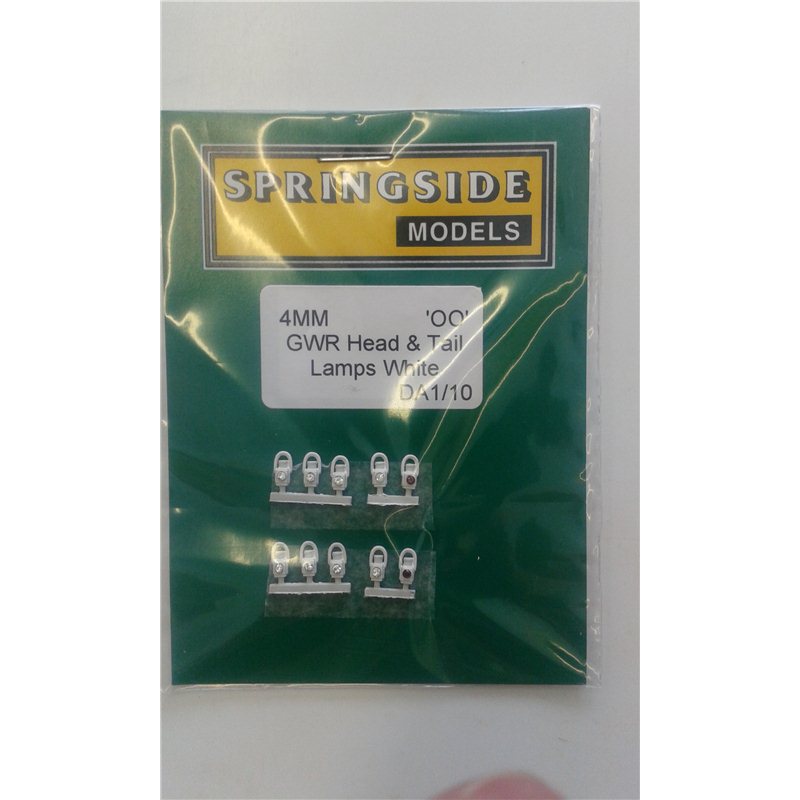 SPRINGSIDE
MODELS
4MM 'OO'
GWR Head & Tail
Lamps White
DA1/10